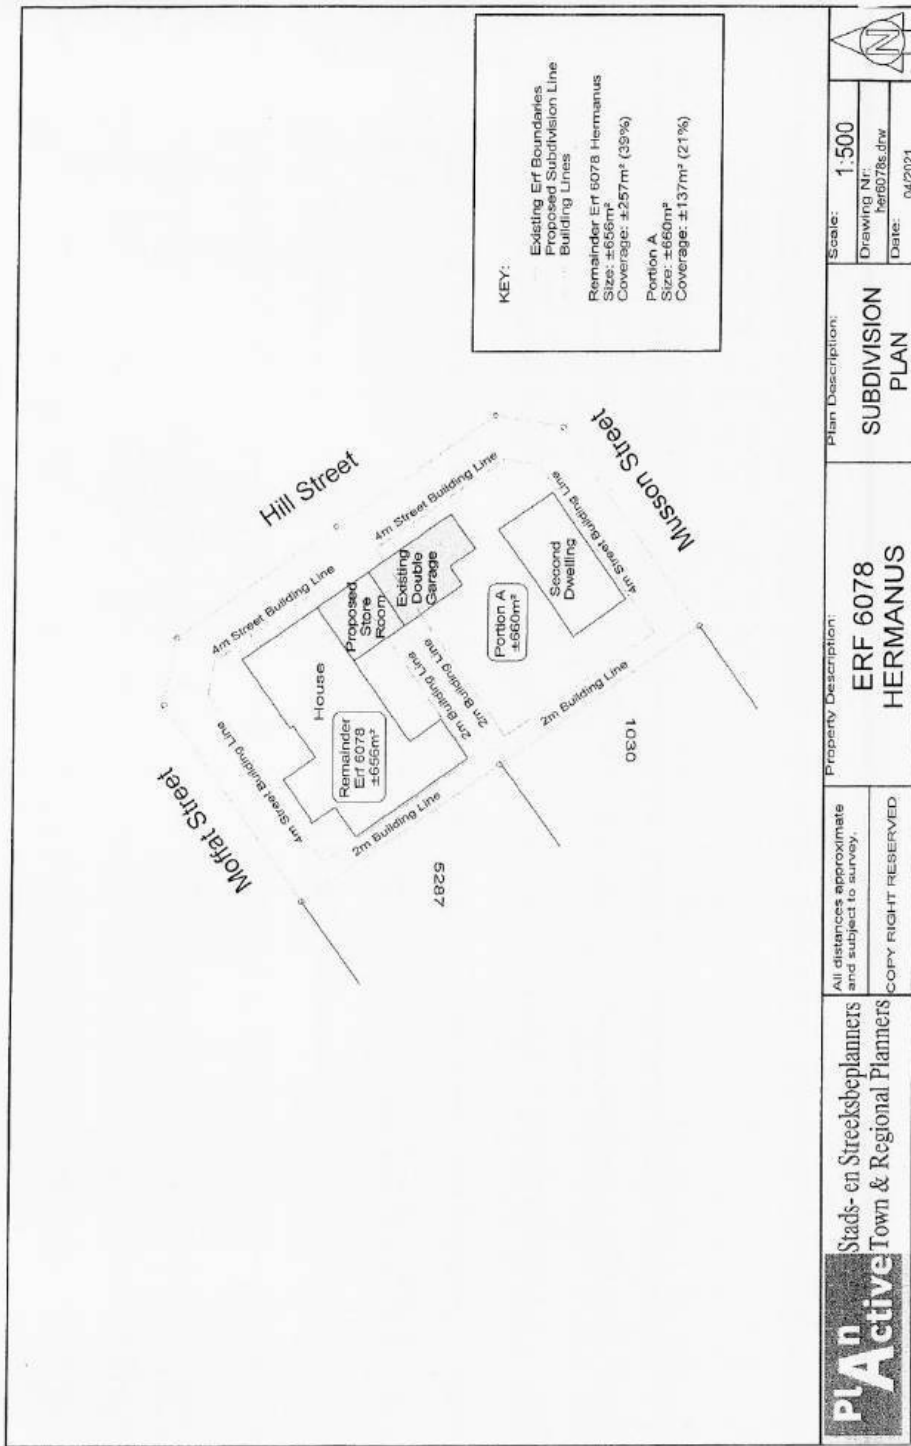 Moffat Street
Hill Street
Musson Street
4m Street Building Line
4m Street Building Line
4m Street Building Line
4m Street Building Line
House
Proposed
Store
Room
Existing
Double
Garage
Remainder
Erf 6078
±656m²
2m Building Line
2m Building Line
2m Building Line
2m Building Line
Portion A
±660m²
Second
Dwelling
5287
1030
KEY:
Existing Erf Boundaries
Proposed Subdivision Line
Building Lines
Remainder Erf 6078 Hermanus
Size: ±656m²
Coverage: ±257m² (39%)
Portion A
Size: ±660m²
Coverage: ±137m² (21%)
PlAn
Active
Stads- en Streeksbeplanners
Town & Regional Planners
All distances approximate
and subject to survey.
COPY RIGHT RESERVED
Property Description:
ERF 6078
HERMANUS
Plan Description:
SUBDIVISION
PLAN
Scale:
1:500
Drawing Nr:
her6078s.drw
Date:
04/2021
N